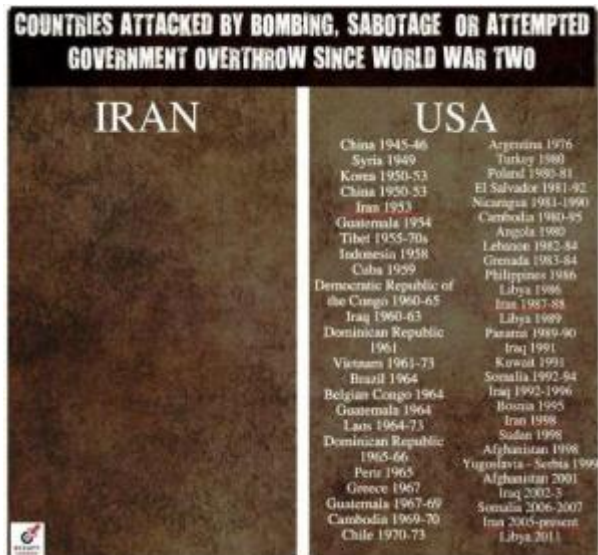 COUNTRIES ATTACKED BY BOMBING, SABOTAGE OR ATTEMPTED
GOVERNMENT OVERTHROW SINCE WORLD WAR TWO
IRAN
USA
China 1945-46
Syria 1949
Korea 1950-53
China 1950-53
Iran 1953
Guatemala 1954
Tibet 1955-70s
Indonesia 1958
Cuba 1959
Democratic Republic of
the Congo 1960-65
Iraq 1960-63
Dominican Republic
1961
Vietnam 1961-73
Brazil 1964
Belgian Congo 1964
Guatemala 1964
Laos 1964-73
Dominican Republic
1965-66
Peru 1965
Greece 1967
Guatemala 1967-69
Cambodia 1969-70
Chile 1970-73
Argentina 1976
Turkey 1980
Poland 1980-81
El Salvador 1981-92
Nicaragua 1981-1990
Cambodia 1980-95
Angola 1980
Lebanon 1982-84
Grenada 1983-84
Philippines 1986
Libya 1986
Iran 1987-88
Libya 1989
Panama 1989-90
Iraq 1991
Kuwait 1991
Somalia 1992-94
Iraq 1992-1996
Bosnia 1995
Iran 1998
Sudan 1998
Afghanistan 1998
Yugoslavia - Serbia 1999
Afghanistan 2001
Iraq 2002-3
Somalia 2006-2007
Iran 2005-present
Libya 2011